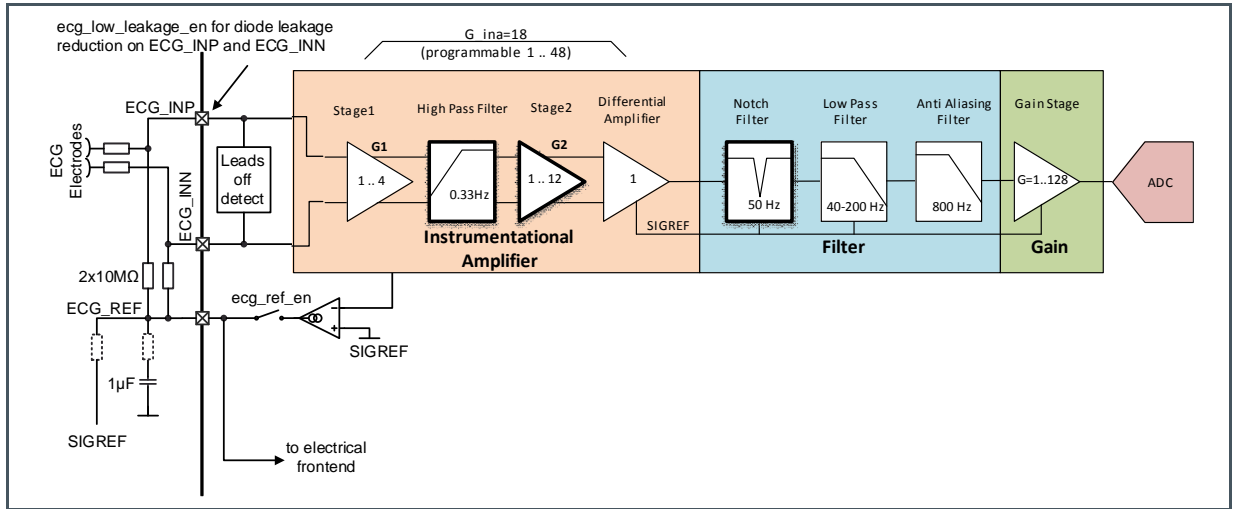 ecg_low_leakage_en for diode leakage
reduction on ECG_INP and ECG_INN
G_ina=18
(programmable 1 .. 48)
ECG_INP
Stage1
High Pass Filter
Stage2
Differential
Amplifier
Notch
Filter
Low Pass
Filter
Anti Aliasing
Filter
Gain Stage
ECG
Electrodes
ECG_INN
Leads
off
detect
G1
1 .. 4
0.33Hz
G2
1 .. 12
1
50 Hz
40-200 Hz
800 Hz
G=1..128
ADC
SIGREF
Instrumentational
Amplifier
Filter
Gain
2x10MΩ
ECG_REF
ecg_ref_en
-
+
SIGREF
1µF
SIGREF
to electrical
frontend